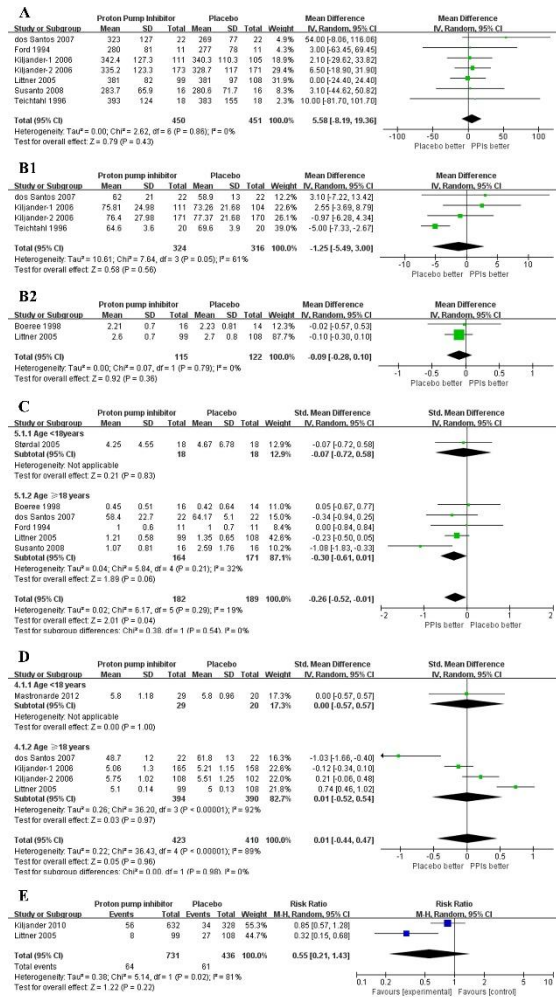 A
Proton Pump Inhibitor Placebo Mean Difference Mean Difference
Study or Subgroup Mean SD Total Mean SD Total Weight IV, Random, 95% CI IV, Random, 95% CI
dos Santos 2007 323 127 22 269 77 22 4.9% 54.00 [-8.06, 116.06]
Ford 1994 280 81 11 277 78 11 4.3% 3.00 [-63.45, 69.45]
Kiljander-1 2006 342.4 127.3 111 340.3 110.3 105 18.9% 2.10 [-29.62, 33.82]
Kiljander-2 2006 335.2 123.3 173 328.7 117 171 29.4% 6.50 [-18.90, 31.90]
Littner 2005 381 82 99 381 97 108 31.9% 0.00 [-24.40, 24.40]
Susanto 2008 283.7 65.9 16 280.6 71.7 16 8.4% 3.10 [-44.62, 50.82]
Teichtahl 1996 393 124 18 383 155 18 2.3% 10.00 [-81.70, 101.70]
Total (95% CI) 450 451 100.0% 5.58 [-8.19, 19.36]
Heterogeneity: Tau² = 0.00; Chi² = 2.62, df = 6 (P = 0.86); I² = 0%
Test for overall effect: Z = 0.79 (P = 0.43)
-100 -50 0 50 100
Placebo better PPIs better
B1
Proton pump inhibitor Placebo Mean Difference Mean Difference
Study or Subgroup Mean SD Total Mean SD Total Weight IV, Random, 95% CI IV, Random, 95% CI
dos Santos 2007 62 21 22 58.9 13 22 12.2% 3.10 [-7.22, 13.42]
Kiljander-1 2006 75.81 24.98 111 73.26 21.68 104 2.55 [-3.69, 8.79]
Kiljander-2 2006 76.4 27.98 171 77.37 21.68 170 -0.97 [-6.28, 4.34]
Teichtahl 1996 64.6 3.6 20 69.6 3.9 20 -5.00 [-7.33, -2.67]
Total (95% CI) 324 316 100.0% -1.25 [-5.49, 3.00]
Heterogeneity: Tau² = 10.61; Chi² = 7.64, df = 3 (P = 0.05); I² = 61%
Test for overall effect: Z = 0.58 (P = 0.56)
-10 -5 0 5 10
Placebo better PPIs better
B2
Proton pump inhibitor Placebo Mean Difference Mean Difference
Study or Subgroup Mean SD Total Mean SD Total Weight IV, Random, 95% CI IV, Random, 95% CI
Boeree 1998 2.21 0.7 16 2.23 0.81 14 12.3% -0.02 [-0.57, 0.53]
Littner 2005 2.6 0.7 99 2.7 0.8 108 87.7% -0.10 [-0.30, 0.10]
Total (95% CI) 115 122 100.0% -0.09 [-0.28, 0.10]
Heterogeneity: Tau² = 0.00; Chi² = 0.07, df = 1 (P = 0.79); I² = 0%
Test for overall effect: Z = 0.92 (P = 0.36)
-1 -0.5 0 0.5 1
Placebo better PPIs better
C
Proton pump inhibitor Placebo Std. Mean Difference Std. Mean Difference
Study or Subgroup Mean SD Total Mean SD Total Weight IV, Random, 95% CI IV, Random, 95% CI
5.1.1 Age <18years
Størdal 2005 4.25 4.55 18 4.67 6.78 18 12.9% -0.07 [-0.72, 0.58]
Subtotal (95% CI) 18 18 12.9% -0.07 [-0.72, 0.58]
Heterogeneity: Not applicable
Test for overall effect: Z = 0.21 (P = 0.83)
5.1.2 Age ≥18 years
Boeree 1998 0.45 0.51 16 0.42 0.64 14 0.05 [-0.67, 0.77]
dos Santos 2007 58.4 22.7 22 64.17 5.1 22 -0.34 [-0.94, 0.25]
Ford 1994 1 0.6 11 1 0.7 11 0.00 [-0.84, 0.84]
Littner 2005 1.21 0.58 99 1.35 0.65 108 -0.23 [-0.50, 0.05]
Susanto 2008 1.07 0.81 16 2.59 1.76 16 -1.08 [-1.83, -0.33]
Subtotal (95% CI) 164 171 87.1% -0.30 [-0.61, 0.01]
Heterogeneity: Tau² = 0.04; Chi² = 5.84, df = 4 (P = 0.21); I² = 32%
Test for overall effect: Z = 1.89 (P = 0.06)
Total (95% CI) 182 189 100.0% -0.26 [-0.52, -0.01]
Heterogeneity: Tau² = 0.02; Chi² = 6.17, df = 5 (P = 0.29); I² = 19%
Test for overall effect: Z = 2.01 (P = 0.04)
Test for subgroup differences: Chi² = 0.38, df = 1 (P = 0.54), I² = 0%
-2 -1 0 1 2
PPIs better Placebo better
D
Proton pump inhibitor Placebo Std. Mean Difference Std. Mean Difference
Study or Subgroup Mean SD Total Mean SD Total Weight IV, Random, 95% CI IV, Random, 95% CI
4.1.1 Age <18 years
Mastronarde 2012 5.8 1.18 29 5.8 0.96 20 17.3% 0.00 [-0.57, 0.57]
Subtotal (95% CI) 29 20 17.3% 0.00 [-0.57, 0.57]
Heterogeneity: Not applicable
Test for overall effect: Z = 0.00 (P = 1.00)
4.1.2 Age ≥18 years
dos Santos 2007 48.7 12 22 61.8 13 22 16.3% -1.03 [-1.66, -0.40]
Kiljander-1 2006 5.06 1.3 165 5.21 1.15 158 -0.12 [-0.34, 0.10]
Kiljander-2 2006 5.75 1.02 108 5.51 1.25 102 0.21 [-0.06, 0.48]
Littner 2005 5.1 0.14 99 5 0.13 108 21.8% 0.74 [0.46, 1.02]
Subtotal (95% CI) 394 390 82.7% 0.01 [-0.52, 0.54]
Heterogeneity: Tau² = 0.26; Chi² = 36.20, df = 3 (P < 0.00001); I² = 92%
Test for overall effect: Z = 0.03 (P = 0.97)
Total (95% CI) 423 410 100.0% 0.01 [-0.44, 0.47]
Heterogeneity: Tau² = 0.22; Chi² = 36.43, df = 4 (P < 0.00001); I² = 89%
Test for overall effect: Z = 0.05 (P = 0.96)
Test for subgroup differences: Chi² = 0.00, df = 1 (P = 0.98), I² = 0%
-1 -0.5 0 0.5 1
Placebo better PPIs better
E
Proton pump inhibitor Placebo Risk Ratio Risk Ratio
Study or Subgroup Events Total Events Total Weight M-H, Random, 95% CI M-H, Random, 95% CI
Kiljander 2010 56 632 34 328 55.3% 0.85 [0.57, 1.28]
Littner 2005 8 99 27 108 44.7% 0.32 [0.15, 0.68]
Total (95% CI) 731 436 100.0% 0.55 [0.21, 1.43]
Total events 64 61
Heterogeneity: Tau² = 0.38; Chi² = 5.14, df = 1 (P = 0.02); I² = 81%
Test for overall effect: Z = 1.22 (P = 0.22)
0.1 0.2 0.5 1 2 5 10
Favours [experimental] Favours [control]